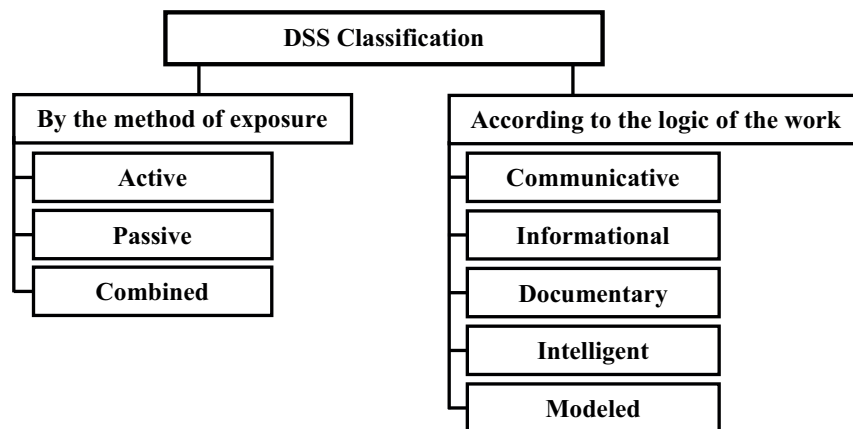 DSS Classification
By the method of exposure
Active
Passive
Combined
According to the logic of the work
Communicative
Informational
Documentary
Intelligent
Modeled